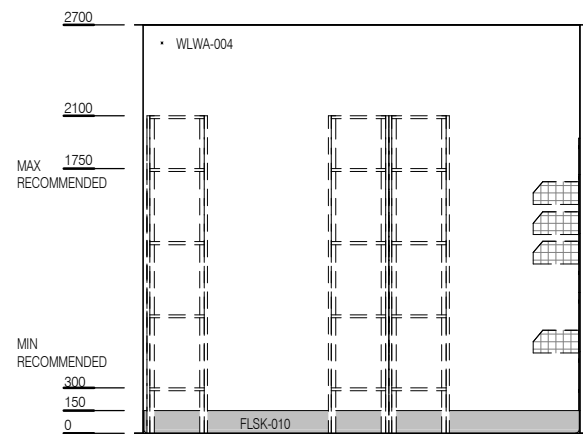 2700
WLWA-004
2100
1750
MAX
RECOMMENDED
MIN
RECOMMENDED
300
150
0
FLSK-010